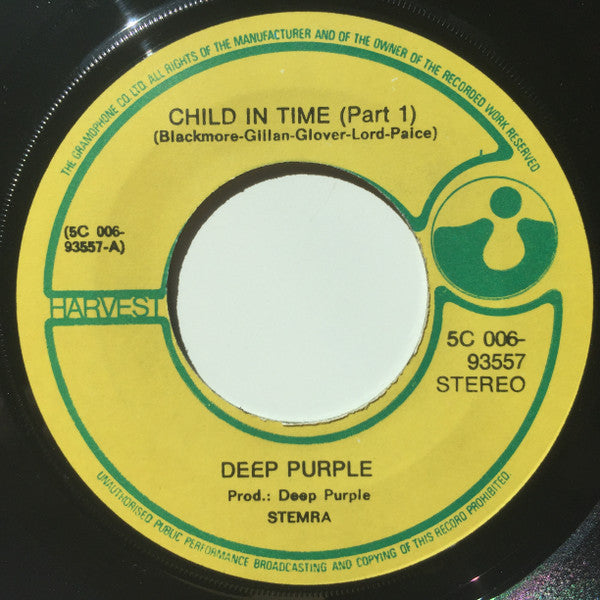 THE GRAMOPHONE CO LTD. ALL RIGHTS OF THE MANUFACTURER AND OF THE OWNER OF THE RECORDED WORK RESERVED
CHILD IN TIME (Part 1)
(Blackmore-Gillan-Glover-Lord-Paice)
(5C 006-
93557-A)
HARVEST
5C 006-
93557
STEREO
DEEP PURPLE
Prod.: Deep Purple
STEMRA
UNAUTHORISED PUBLIC PERFORMANCE BROADCASTING AND COPYING OF THIS RECORD PROHIBITED